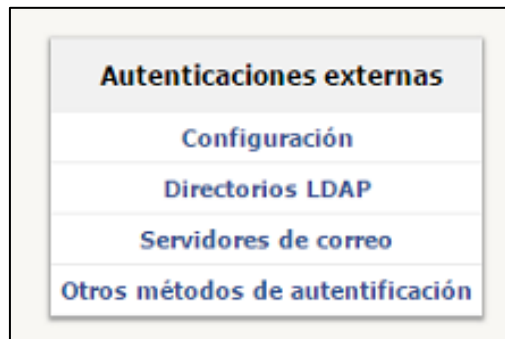 Autenticaciones externas
Configuración
Directorios LDAP
Servidores de correo
Otros métodos de autentificación